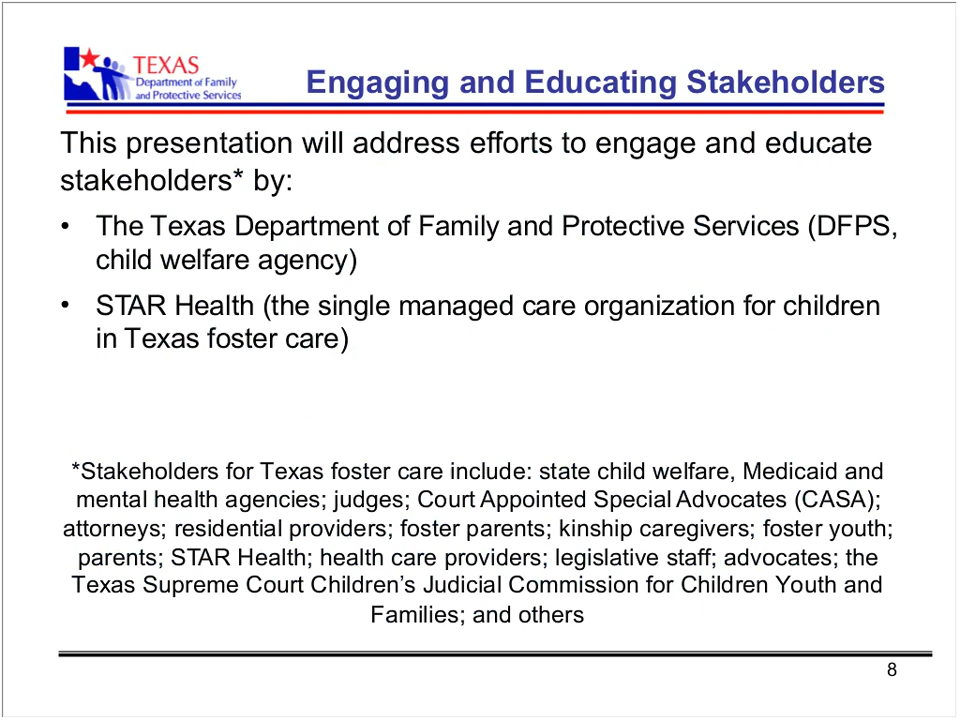 TEXAS
Department of Family
and Protective Services
Engaging and Educating Stakeholders
This presentation will address efforts to engage and educate
stakeholders* by:
• The Texas Department of Family and Protective Services (DFPS,
child welfare agency)
• STAR Health (the single managed care organization for children
in Texas foster care)
*Stakeholders for Texas foster care include: state child welfare, Medicaid and
mental health agencies; judges; Court Appointed Special Advocates (CASA);
attorneys; residential providers; foster parents; kinship caregivers; foster youth;
parents; STAR Health; health care providers; legislative staff; advocates; the
Texas Supreme Court Children’s Judicial Commission for Children Youth and
Families; and others
8